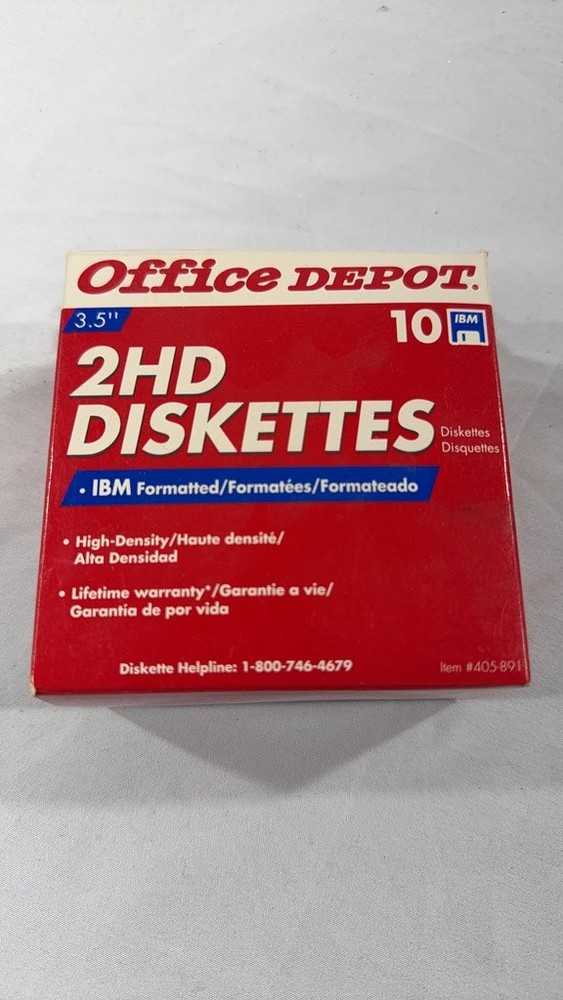 Office DEPOT.
3.5"
10 IBM
2HD
DISKETTES
Diskettes
Disquettes
• IBM Formatted/Formatées/Formateado
• High-Density/Haute densité/
Alta Densidad
• Lifetime warranty*/Garantie a vie/
Garantia de por vida
Diskette Helpline: 1-800-746-4679
Item #405-891